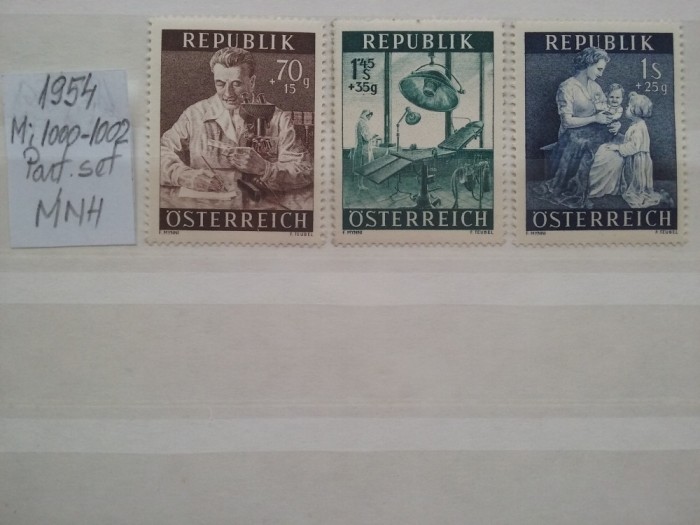 1954
Mi 1000-1002
Part. set
MNH
REPUBLIK
70
+15g
ÖSTERREICH
REPUBLIK
1'45
S
+35g
ÖSTERREICH
REPUBLIK
1S
+25g
ÖSTERREICH